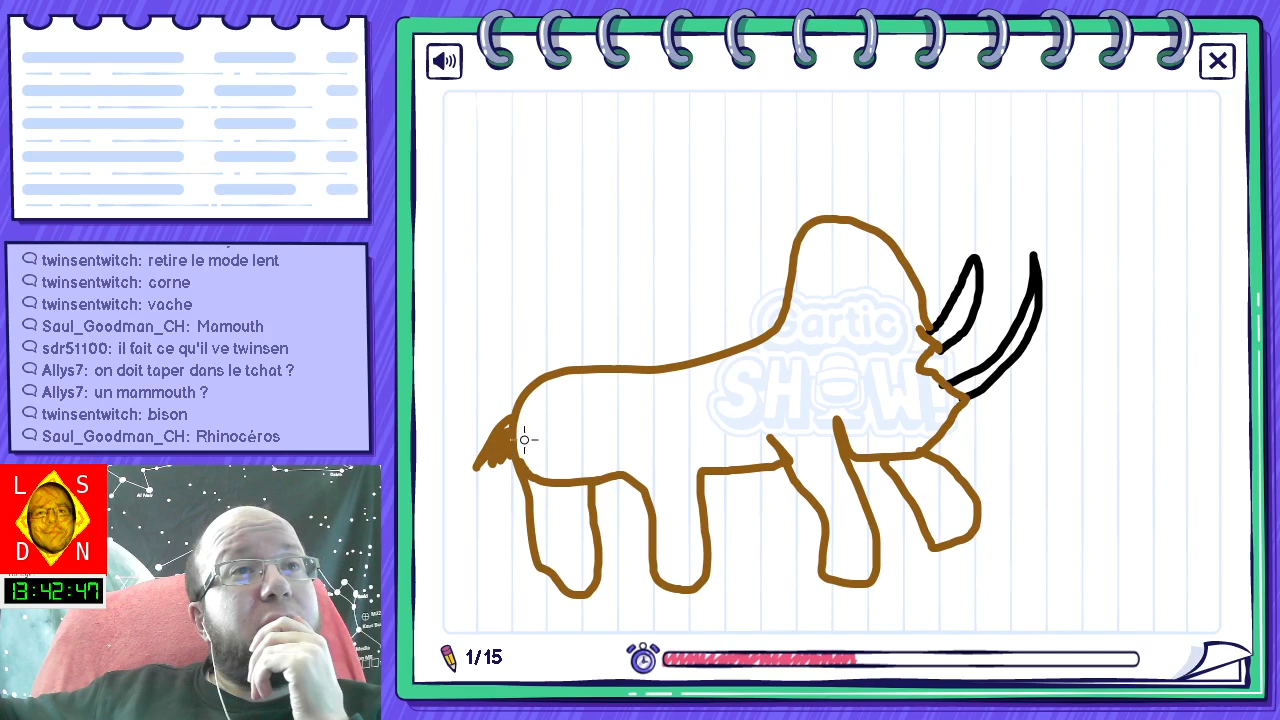 twinsentwitch: retire le mode lent
twinsentwitch: corne
twinsentwitch: vache
Saul_Goodman_CH: Mamouth
sdr51100: il fait ce qu'il ve twinsen
Allys7: on doit taper dans le tchat ?
Allys7: un mammouth ?
twinsentwitch: bison
Saul_Goodman_CH: Rhinocéros
L S
D N
13:42:47
Gartic
SHOW!
1/15